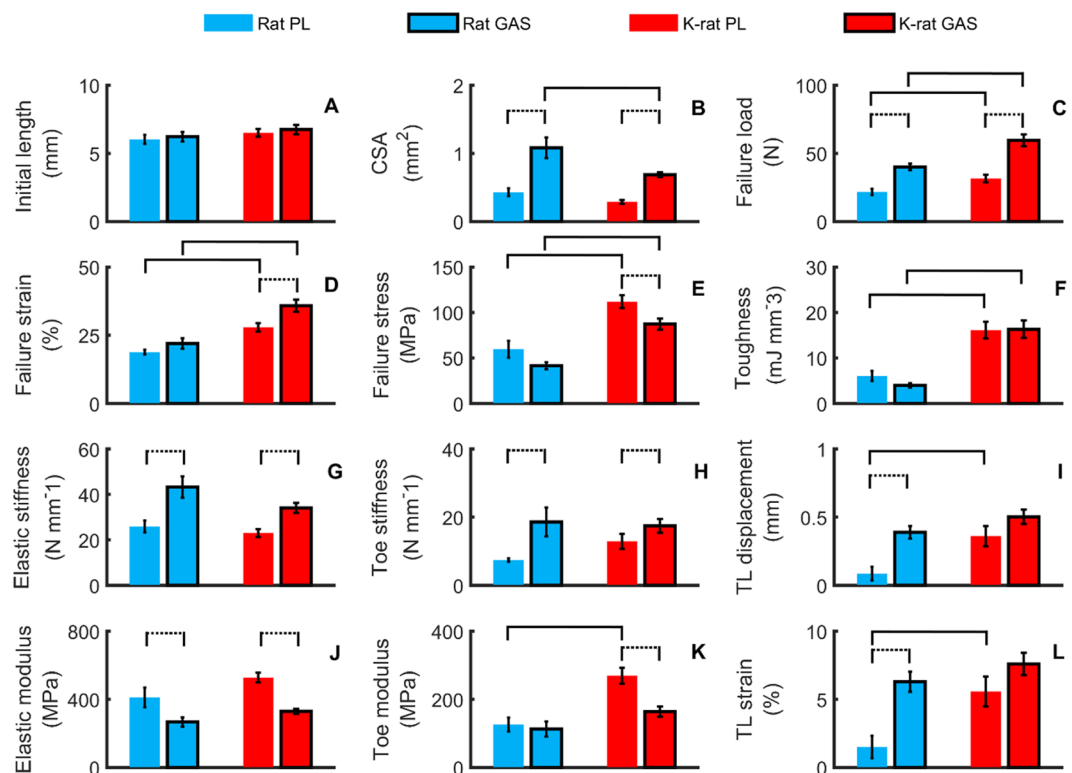 Rat PL Rat GAS K-rat PL K-rat GAS
A
Initial length
(mm)
10
5
0
B
CSA
(mm²)
2
1
0
C
Failure load
(N)
100
50
0
D
Failure strain
(%)
50
25
0
E
Failure stress
(MPa)
150
100
50
0
F
Toughness
(mJ mm⁻3)
30
20
10
0
G
Elastic stiffness
(N mm⁻1)
60
40
20
0
H
Toe stiffness
(N mm⁻1)
40
20
0
I
TL displacement
(mm)
1
0.5
0
J
Elastic modulus
(MPa)
800
400
0
K
Toe modulus
(MPa)
400
200
0
L
TL strain
(%)
10
5
0